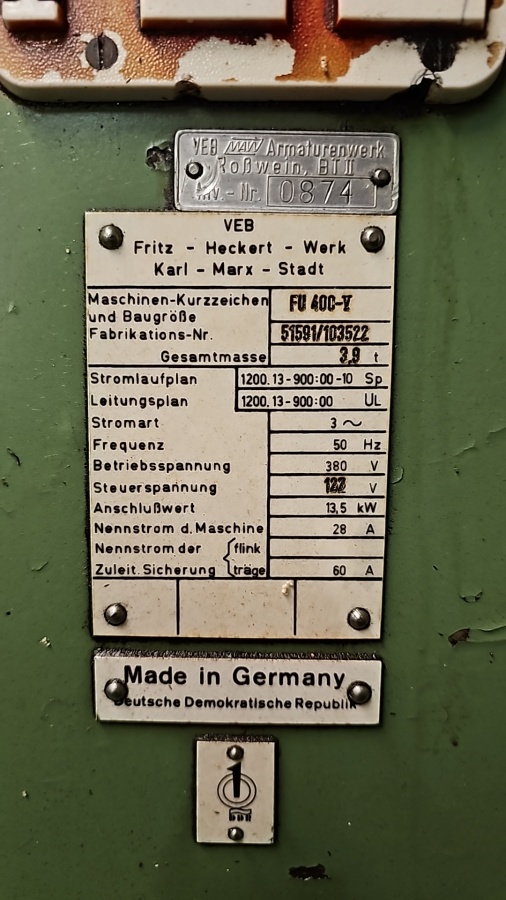 VEB MAW Armaturenwerk
Roßwein, BT II
Inv.-Nr. 0874
VEB
Fritz - Heckert - Werk
Karl - Marx - Stadt
Maschinen-Kurzzeichen und Baugröße FU 400-V
Fabrikations-Nr. 51591/103522
Gesamtmasse 3,9 t
Stromlaufplan 1200.13-900:00-10 Sp
Leitungsplan 1200.13-900:00 UL
Stromart 3 ~
Frequenz 50 Hz
Betriebsspannung 380 V
Steuerspannung V
Anschlußwert 13,5 kW
Nennstrom d. Maschine 28 A
Nennstrom der flink
Zuleit. Sicherung träge 60 A
Made in Germany
Deutsche Demokratische Republik
1
Q
DDR